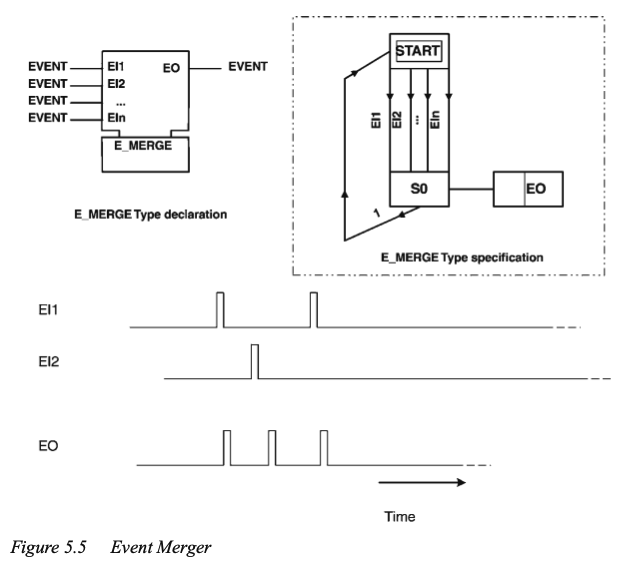 EVENT EI1 EO EVENT
EVENT EI2
EVENT ...
EVENT EIn
E_MERGE
E_MERGE Type declaration
START
EI1 EI2 ... EIn
S0 EO
1
E_MERGE Type specification
EI1
EI2
EO
Time
Figure 5.5 Event Merger